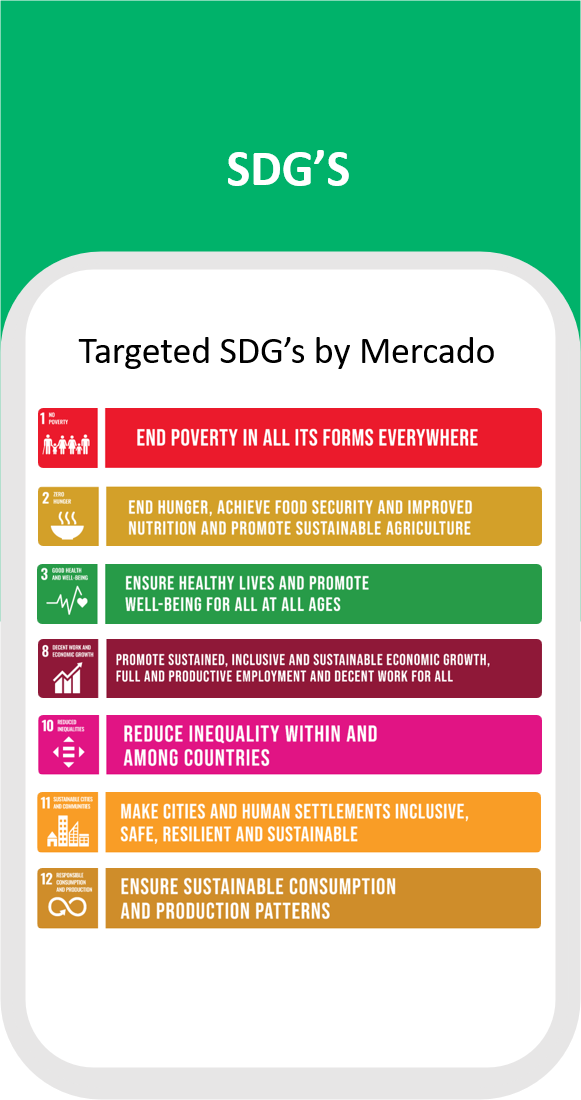 SDG’S
Targeted SDG’s by Mercado
1 NO
POVERTY
END POVERTY IN ALL ITS FORMS EVERYWHERE
2 ZERO
HUNGER
END HUNGER, ACHIEVE FOOD SECURITY AND IMPROVED
NUTRITION AND PROMOTE SUSTAINABLE AGRICULTURE
3 GOOD HEALTH
AND WELL-BEING
ENSURE HEALTHY LIVES AND PROMOTE
WELL-BEING FOR ALL AT ALL AGES
8 DECENT WORK AND
ECONOMIC GROWTH
PROMOTE SUSTAINED, INCLUSIVE AND SUSTAINABLE ECONOMIC GROWTH,
FULL AND PRODUCTIVE EMPLOYMENT AND DECENT WORK FOR ALL
10 REDUCED
INEQUALITIES
REDUCE INEQUALITY WITHIN AND
AMONG COUNTRIES
11 SUSTAINABLE CITIES
AND COMMUNITIES
MAKE CITIES AND HUMAN SETTLEMENTS INCLUSIVE,
SAFE, RESILIENT AND SUSTAINABLE
12 RESPONSIBLE
CONSUMPTION
AND PRODUCTION
ENSURE SUSTAINABLE CONSUMPTION
AND PRODUCTION PATTERNS